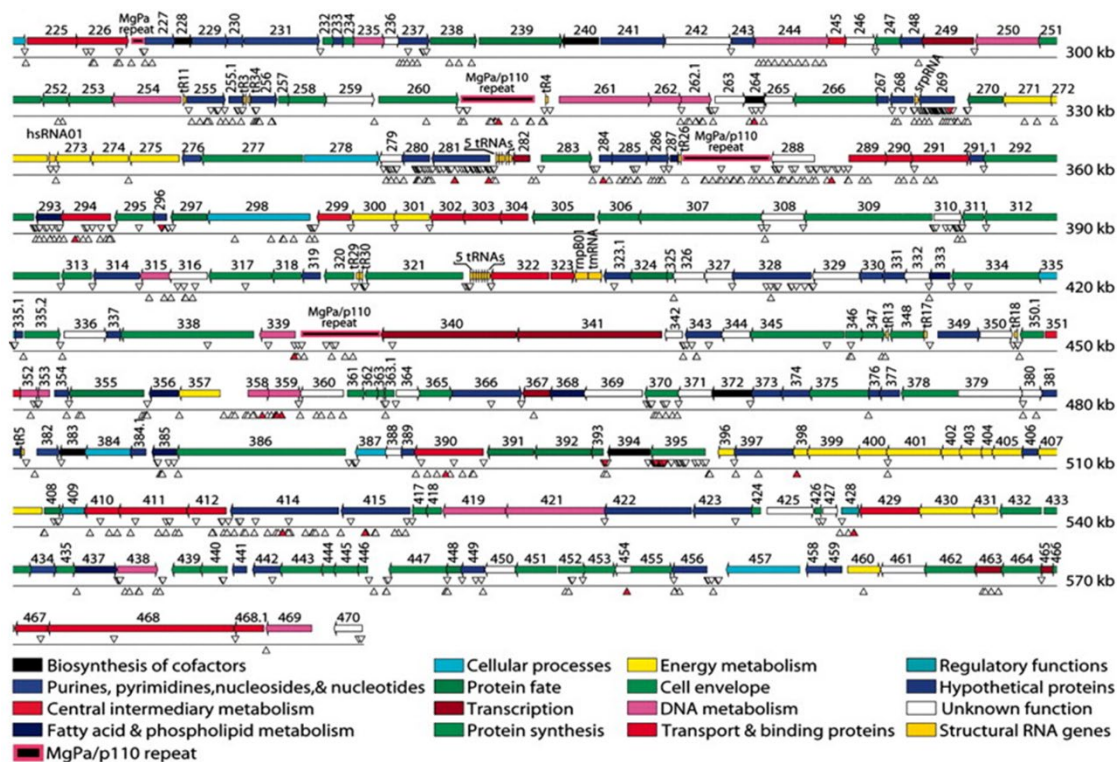 MgPa
repeat
225 226 227 228 229 230 231 232 233 234 235 236 237 238 239 240 241 242 243 244 245 246 247 248 249 250 251
300 kb
252 253 254 tR11 255 255.1 tR3 tR34 256 257 258 259 260 MgPa/p110 repeat tR4 261 262 262.1 263 264 265 266 267 268 srpRNA 269 270 271 272
330 kb
hsRNA01 273 274 275 276 277 278 279 280 281 5 tRNAs 282 283 284 285 286 287 tR26 MgPa/p110 repeat 288 289 290 291 291.1 292
360 kb
293 294 295 296 297 298 299 300 301 302 303 304 305 306 307 308 309 310 311 312
390 kb
313 314 315 316 317 318 319 320 tR29 tR30 321 5 tRNAs 322 323 mpB01 tmRNA 323.1 324 325 326 327 328 329 330 331 332 333 334 335
420 kb
335.1 335.2 336 337 338 339 MgPa/p110 repeat 340 341 342 343 344 345 346 347 tR13 348 tR17 349 350 tR18 350.1 351
450 kb
352 353 354 355 356 357 358 359 360 361 362 363 363.1 364 365 366 367 368 369 370 371 372 373 374 375 376 377 378 379 380 381
480 kb
tR5 382 383 384 384.1 385 386 387 388 389 390 391 392 393 394 395 396 397 398 399 400 401 402 403 404 405 406 407
510 kb
408 409 410 411 412 414 415 417 418 419 421 422 423 424 425 426 427 428 429 430 431 432 433
540 kb
434 435 437 438 439 440 441 442 443 444 445 446 447 448 449 450 451 452 453 454 455 456 457 458 459 460 461 462 463 464 465 466
570 kb
467 468 468.1 469 470
Biosynthesis of cofactors
Purines, pyrimidines,nucleosides,& nucleotides
Central intermediary metabolism
Fatty acid & phospholipid metabolism
MgPa/p110 repeat
Cellular processes
Protein fate
Transcription
Protein synthesis
Energy metabolism
Cell envelope
DNA metabolism
Transport & binding proteins
Regulatory functions
Hypothetical proteins
Unknown function
Structural RNA genes